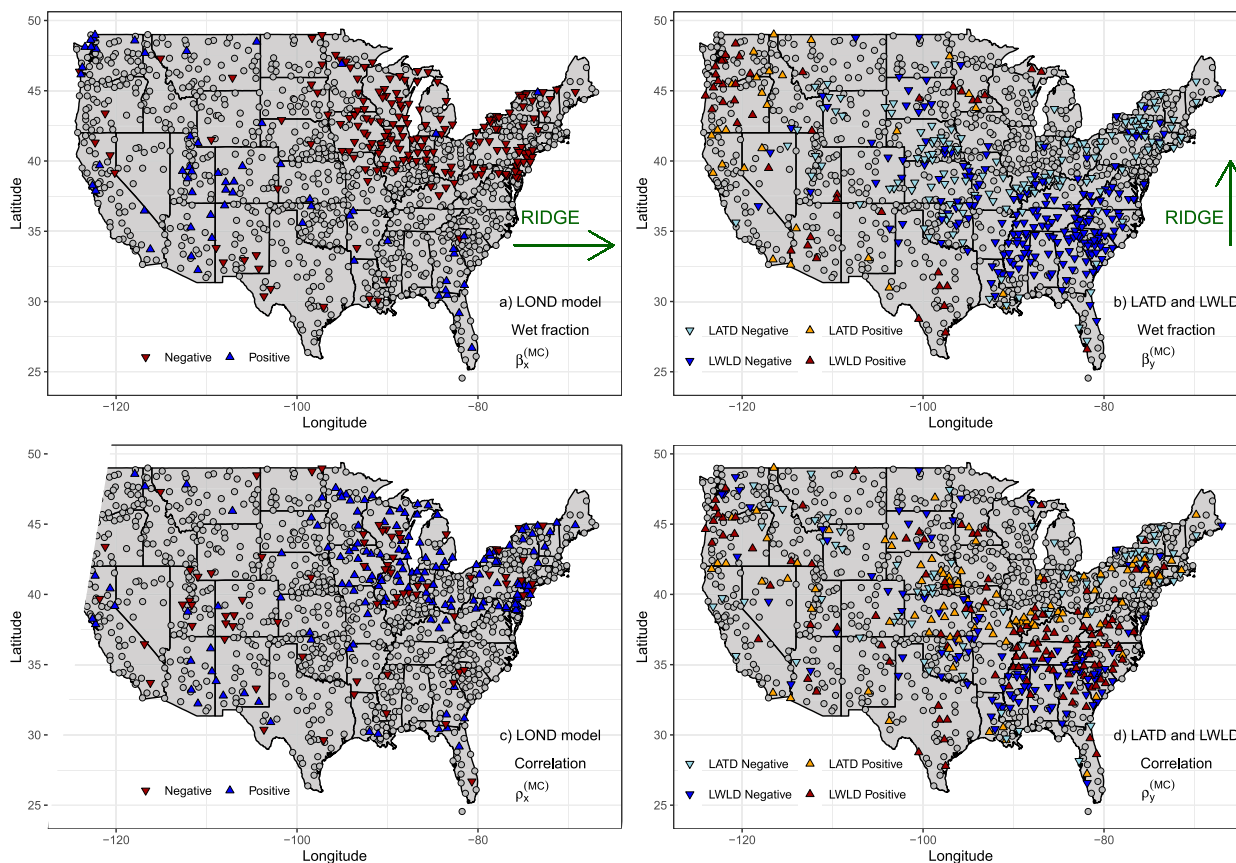 50
45
40
35
30
25
Latitude
RIDGE
a) LOND model
Wet fraction
βx(MC)
Negative
Positive
−120
−100
−80
Longitude
50
45
40
35
30
25
Latitude
RIDGE
b) LATD and LWLD
Wet fraction
βy(MC)
LATD Negative
LATD Positive
LWLD Negative
LWLD Positive
−120
−100
−80
Longitude
50
45
40
35
30
25
Latitude
c) LOND model
Correlation
ρx(MC)
Negative
Positive
−120
−100
−80
Longitude
50
45
40
35
30
25
Latitude
d) LATD and LWLD
Correlation
ρy(MC)
LATD Negative
LATD Positive
LWLD Negative
LWLD Positive
−120
−100
−80
Longitude